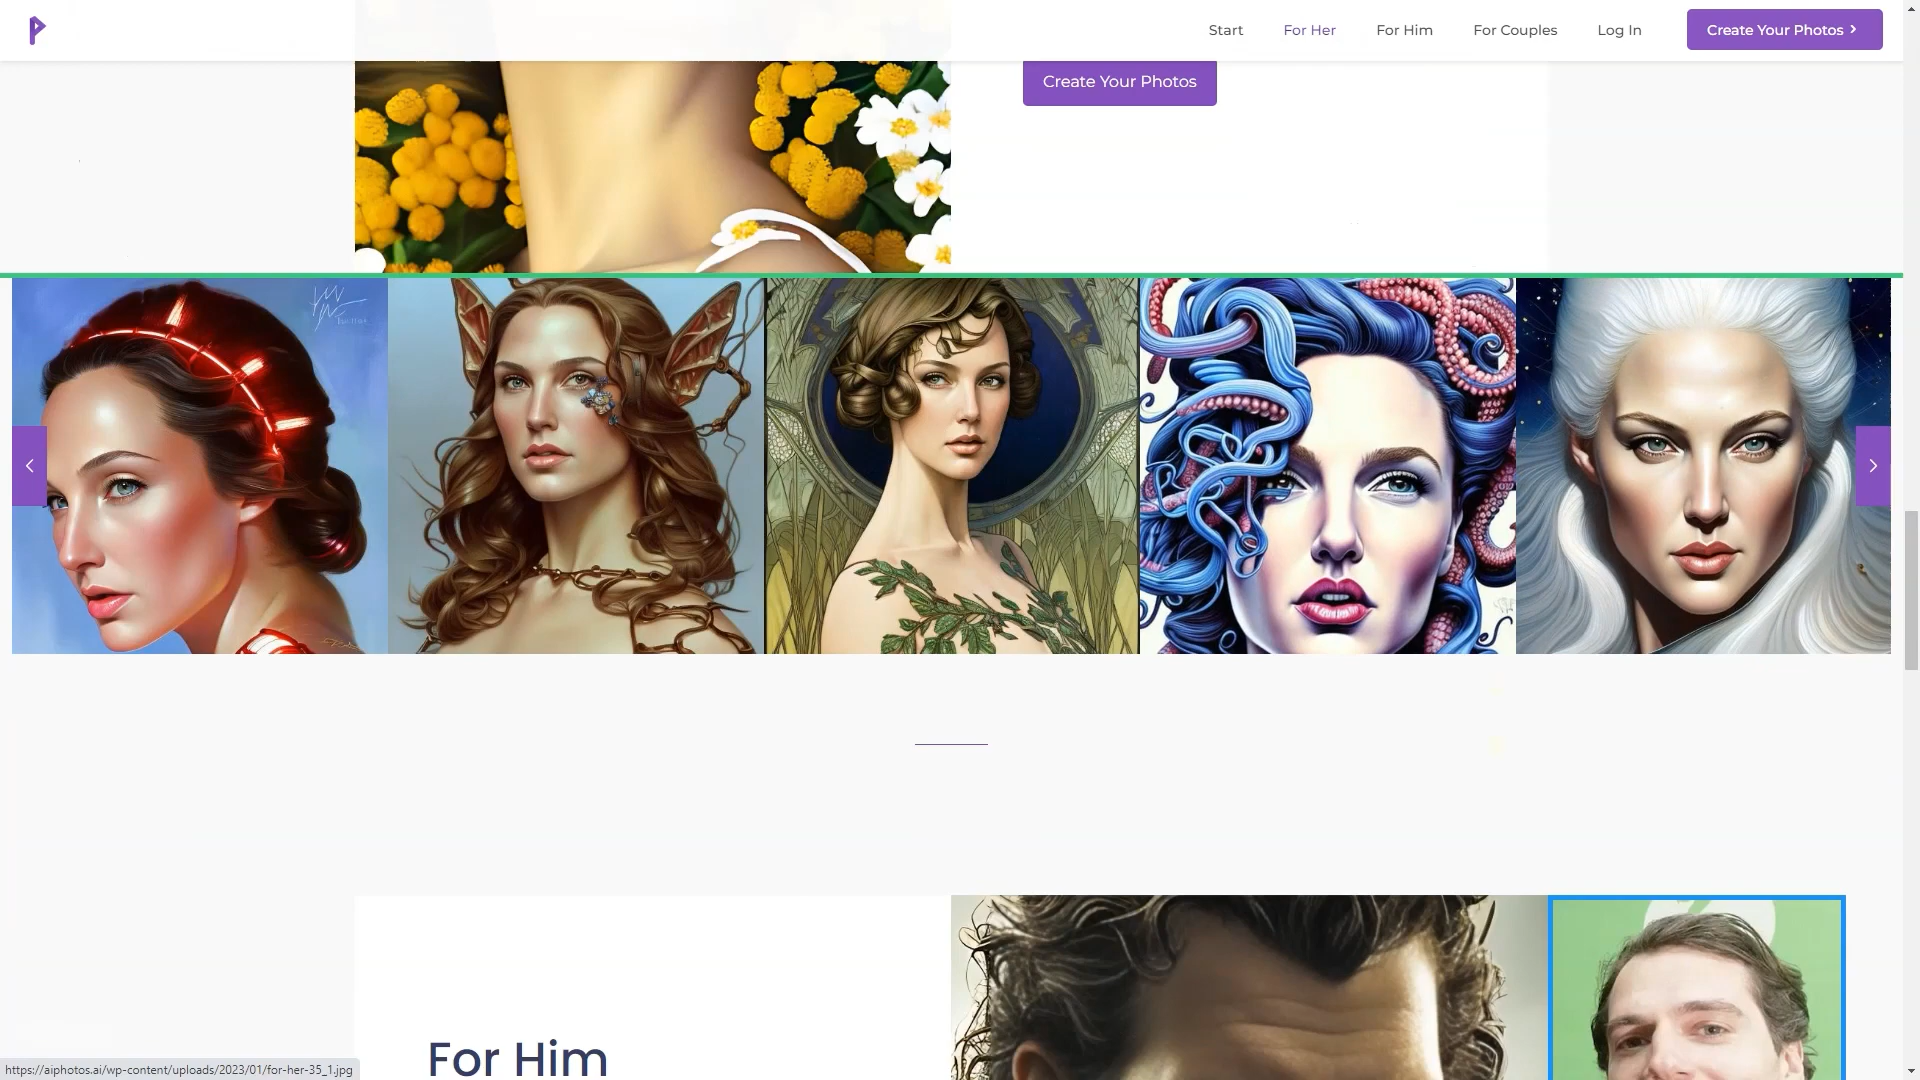 Start For Her For Him For Couples Log In Create Your Photos
Create Your Photos
For Him
https://aiphotos.ai/wp-content/uploads/2023/01/for-her-35_1.jpg